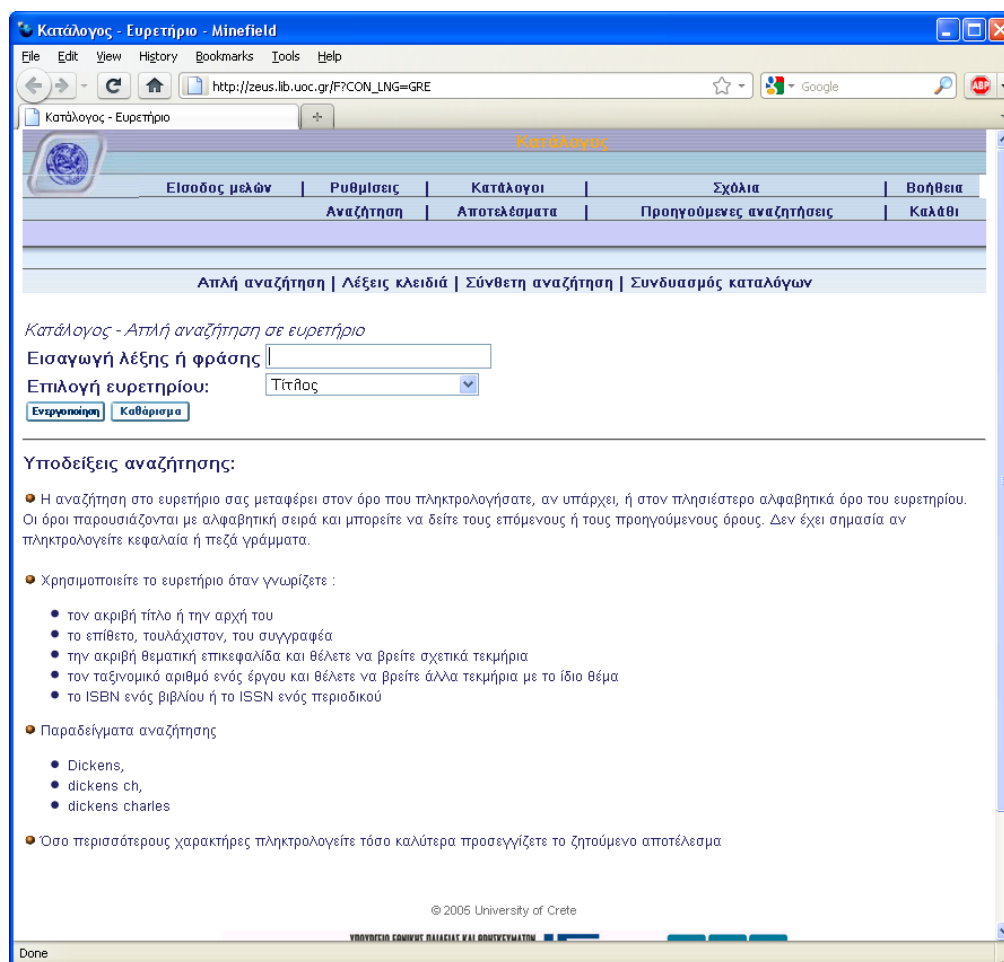 Κατάλογος - Ευρετήριο - Minefield
File Edit View History Bookmarks Tools Help
http://zeus.lib.uoc.gr/F?CON_LNG=GRE Google ABP
Κατάλογος - Ευρετήριο
Κατάλογος
Είσοδος μελών | Ρυθμίσεις | Κατάλογοι | Σχόλια | Βοήθεια
Αναζήτηση | Αποτελέσματα | Προηγούμενες αναζητήσεις | Καλάθι
Απλή αναζήτηση | Λέξεις κλειδιά | Σύνθετη αναζήτηση | Συνδυασμός καταλόγων
Κατάλογος - Απλή αναζήτηση σε ευρετήριο
Εισαγωγή λέξης ή φράσης
Επιλογή ευρετηρίου: Τίτλος
Ενεργοποίηση Καθάρισμα
Υποδείξεις αναζήτησης:
Η αναζήτηση στο ευρετήριο σας μεταφέρει στον όρο που πληκτρολογήσατε, αν υπάρχει, ή στον πλησιέστερο αλφαβητικά όρο του ευρετηρίου.
Οι όροι παρουσιάζονται με αλφαβητική σειρά και μπορείτε να δείτε τους επόμενους ή τους προηγούμενους όρους. Δεν έχει σημασία αν
πληκτρολογείτε κεφαλαία ή πεζά γράμματα.
Χρησιμοποιείτε το ευρετήριο όταν γνωρίζετε :
τον ακριβή τίτλο ή την αρχή του
το επίθετο, τουλάχιστον, του συγγραφέα
την ακριβή θεματική επικεφαλίδα και θέλετε να βρείτε σχετικά τεκμήρια
τον ταξινομικό αριθμό ενός έργου και θέλετε να βρείτε άλλα τεκμήρια με το ίδιο θέμα
το ISBN ενός βιβλίου ή το ISSN ενός περιοδικού
Παραδείγματα αναζήτησης
Dickens,
dickens ch,
dickens charles
Όσο περισσότερους χαρακτήρες πληκτρολογείτε τόσο καλύτερα προσεγγίζετε το ζητούμενο αποτέλεσμα
© 2005 University of Crete
ΥΠΟΥΡΓΕΙΟ ΕΘΝΙΚΗΣ ΠΑΙΔΕΙΑΣ ΚΑΙ ΘΡΗΣΚΕΥΜΑΤΩΝ
Done